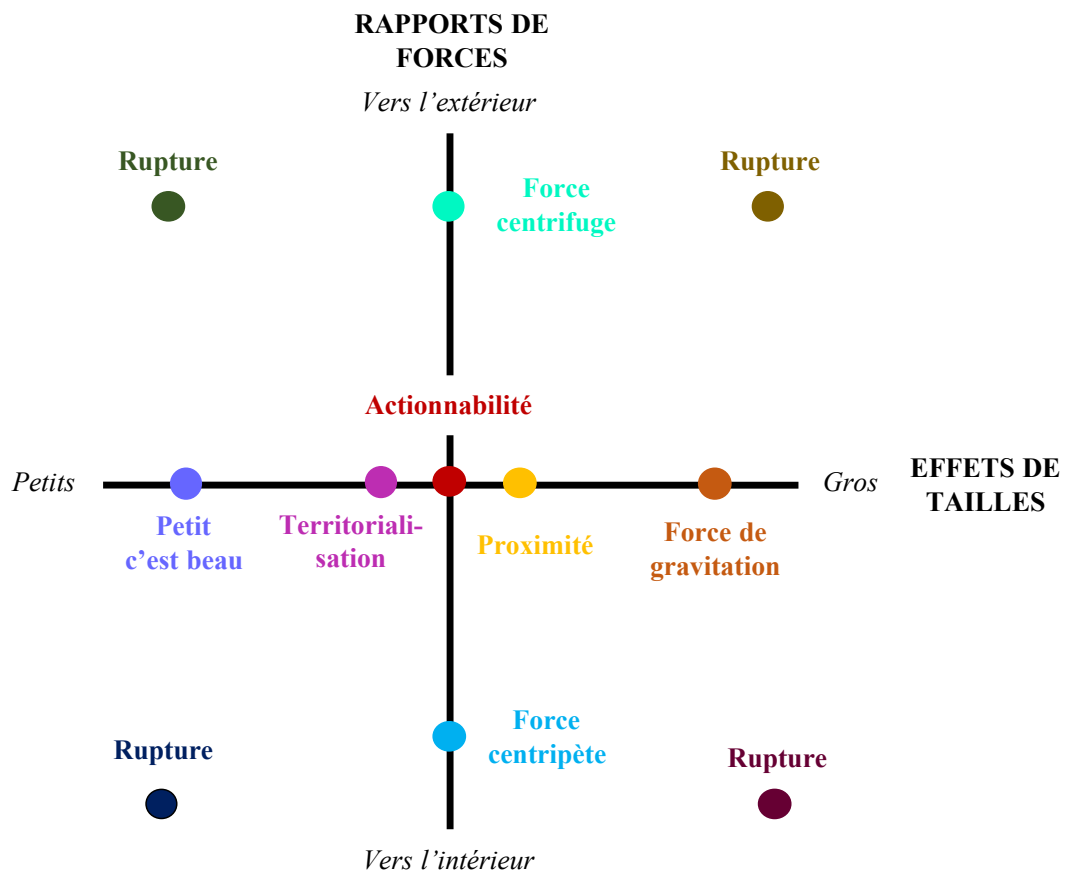 RAPPORTS DE
FORCES
Vers l’extérieur
Rupture
Rupture
Force
centrifuge
Actionnabilité
Petits
Gros
EFFETS DE
TAILLES
Petit
c’est beau
Territoriali-
sation
Proximité
Force de
gravitation
Force
centripète
Rupture
Rupture
Vers l’intérieur